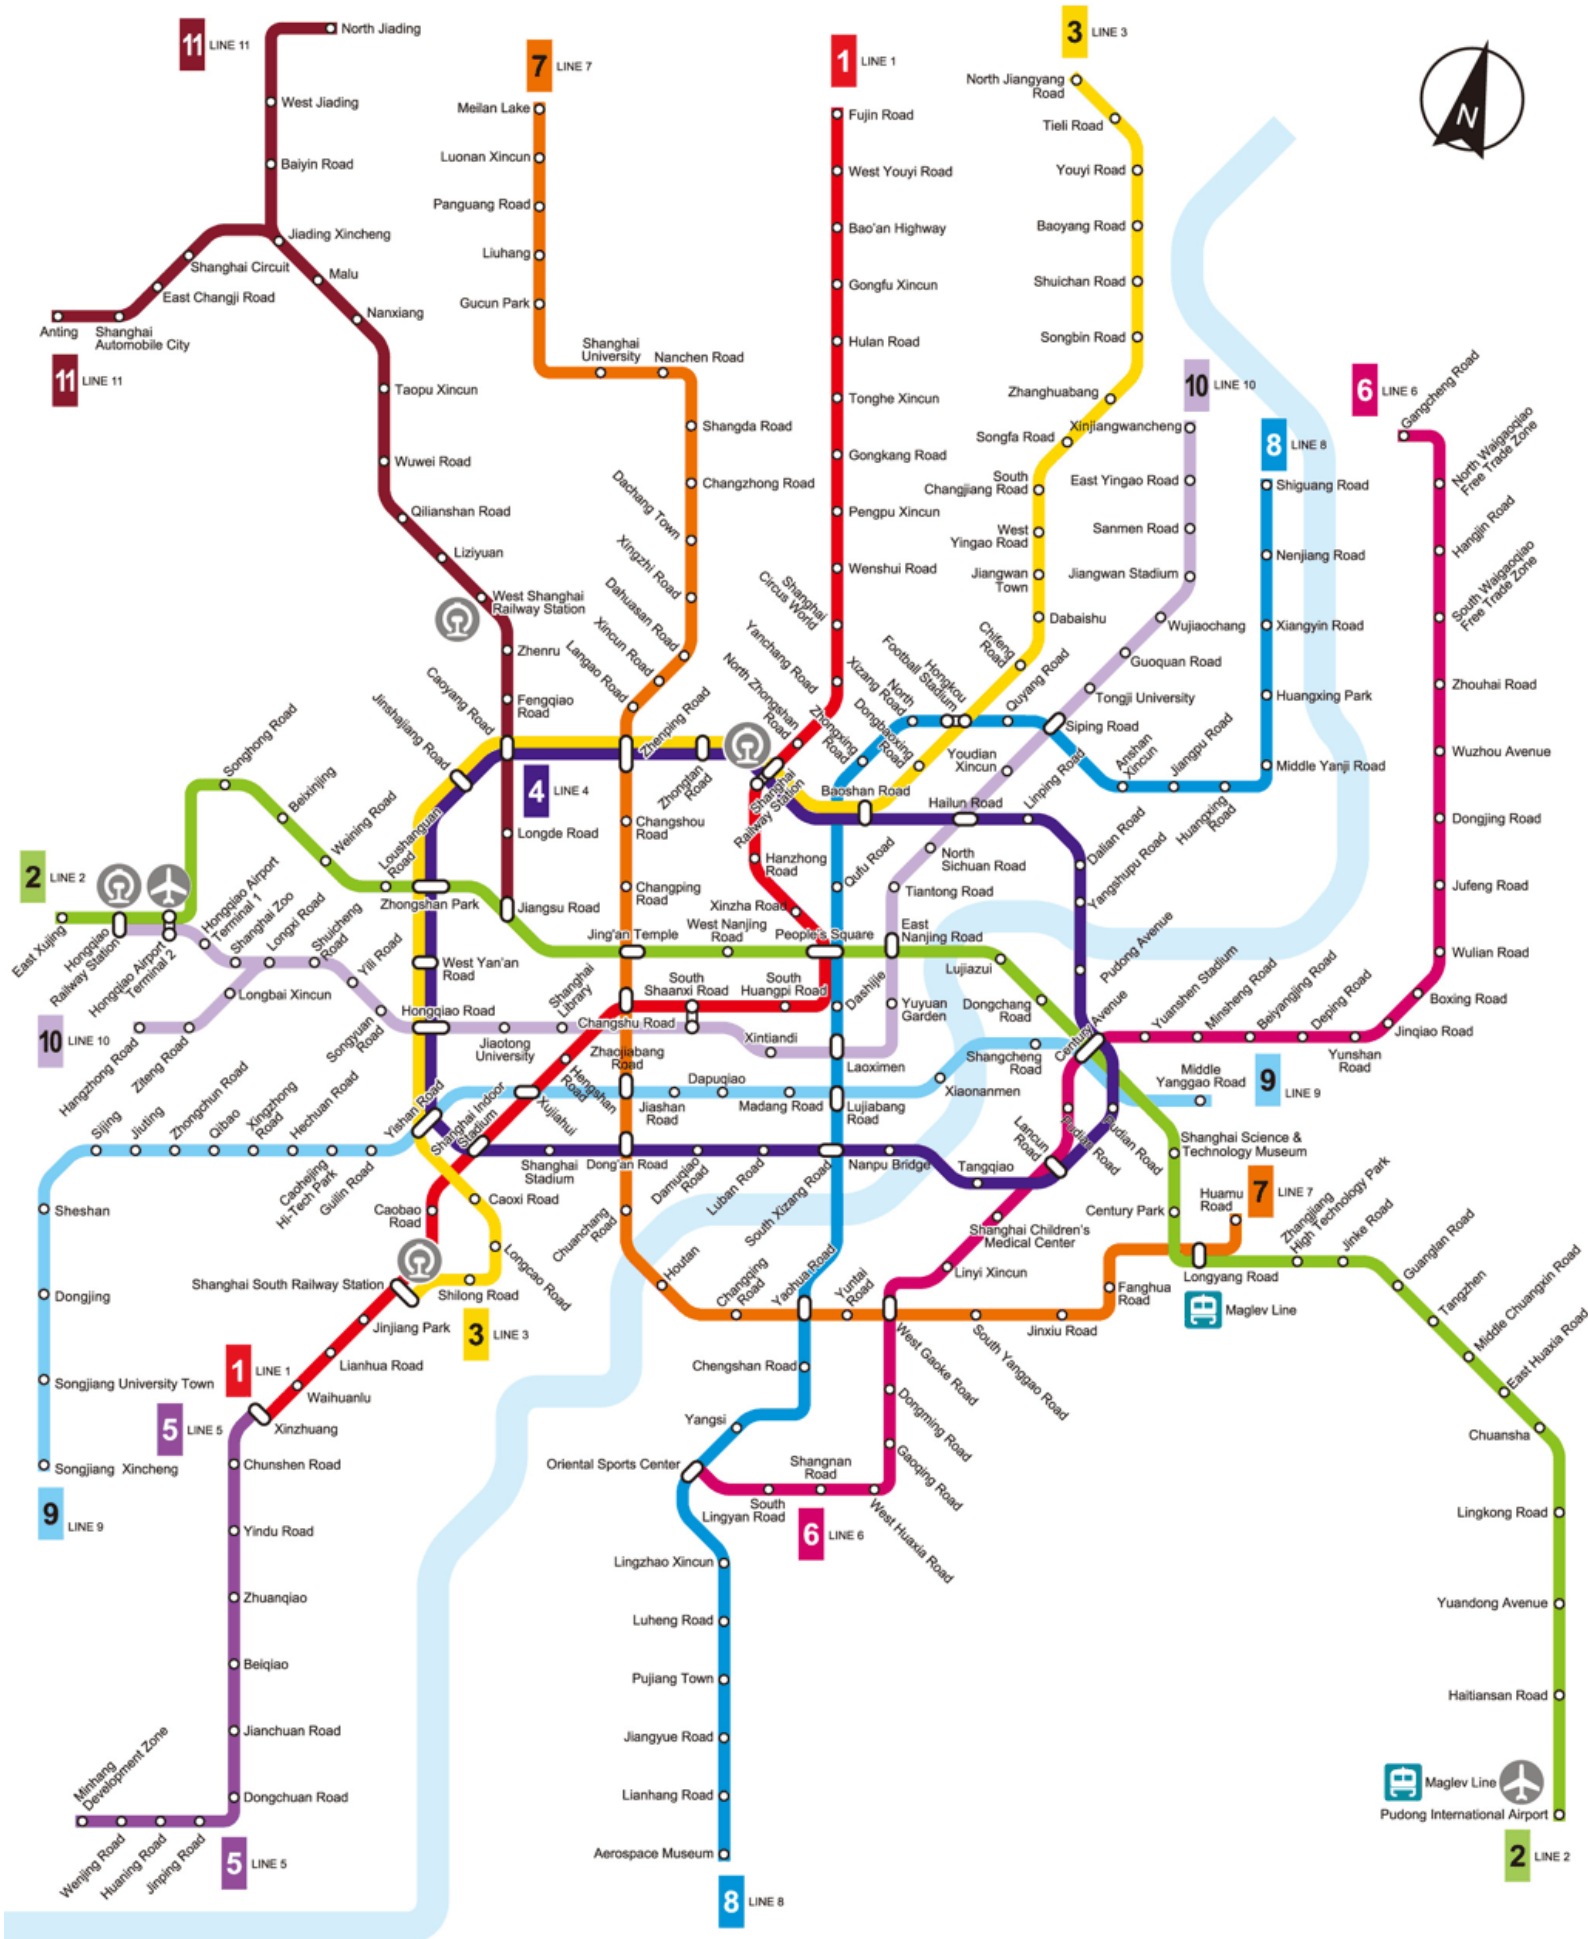 11 LINE 11
North Jiading
West Jiading
Baiyin Road
Jiading Xincheng
Shanghai Circuit
East Changji Road
Anting
Shanghai
Automobile City
11 LINE 11
Malu
Nanxiang
Taopu Xincun
Wuwei Road
Qilianshan Road
Liziyuan
West Shanghai
Railway Station
Zhenru
Fengqiao
Road
Caoyang Road
Longde Road
Jiangsu Road
7 LINE 7
Meilan Lake
Luonan Xincun
Panguang Road
Liuhang
Gucun Park
Shanghai
University
Nanchen Road
Shangda Road
Changzhong Road
Dachang Town
Xingzhi Road
Dahuasan Road
Xincun Road
Langao Road
Zhenping Road
Changshou
Road
Changping
Road
Jing'an Temple
Changshu Road
Zhaojiabang
Road
Dong'an Road
Chuanchang
Road
Houtan
Changqing
Road
Yaohua Road
Yuntai
Road
West Gaoke Road
South Yanggao Road
Jinxiu Road
Fanghua
Road
Longyang Road
Huamu
Road
7 LINE 7
1 LINE 1
Fujin Road
West Youyi Road
Bao'an Highway
Gongfu Xincun
Hulan Road
Tonghe Xincun
Gongkang Road
Pengpu Xincun
Wenshui Road
Shanghai
Circus World
Yanchang Road
North Zhongshan
Road
Shanghai
Railway Station
Hanzhong
Road
Xinzha Road
People's Square
South
Huangpi Road
South
Shaanxi Road
Hengshan
Road
Xujiahui
Shanghai Indoor
Stadium
Caobao
Road
Shanghai South Railway Station
Jinjiang Park
Lianhua Road
Waihuanlu
Xinzhuang
1 LINE 1
3 LINE 3
North Jiangyang
Road
Tieli Road
Youyi Road
Baoyang Road
Shuichan Road
Songbin Road
Zhanghuabang
Songfa Road
South
Changjiang Road
West
Yingao Road
Jiangwan
Town
Dabaishu
Chifeng
Road
Hongkou
Football Stadium
Dongbaoxing
Road
Baoshan Road
Zhongtan
Road
Jinshajiang Road
Zhongshan Park
West Yan'an
Road
Hongqiao Road
Yishan Road
Caoxi Road
Longcao Road
Shilong Road
3 LINE 3
4 LINE 4
Hailun Road
Linping Road
Dalian Road
Yangshupu Road
Pudong Avenue
Century Avenue
Pudian Road
Lancun
Road
Tangqiao
Nanpu Bridge
South Xizang Road
Luban Road
Damuqiao
Road
Shanghai
Stadium
10 LINE 10
Xinjiangwancheng
East Yingao Road
Sanmen Road
Jiangwan Stadium
Wujiaochang
Guoquan Road
Tongji University
Siping Road
Youdian
Xincun
North
Sichuan Road
Tiantong Road
East
Nanjing Road
Yuyuan
Garden
Laoximen
Xintiandi
Shanghai
Library
Jiaotong
University
Songyuan
Road
Yili Road
Shuicheng
Road
Longxi Road
Shanghai Zoo
Hongqiao Airport
Terminal 1
Hongqiao Airport
Terminal 2
Hongqiao
Railway Station
Longbai Xincun
Ziteng Road
Hangzhong Road
10 LINE 10
8 LINE 8
Shiguang Road
Nenjiang Road
Xiangyin Road
Huangxing Park
Middle Yanji Road
Huangxing
Road
Jiangpu Road
Anshan
Xincun
Quyang Road
North
Xizang Road
Zhongxing
Road
Qufu Road
Dashijie
Lujiabang
Road
Chengshan Road
Yangsi
Oriental Sports Center
Lingzhao Xincun
Luheng Road
Pujiang Town
Jiangyue Road
Lianhang Road
Aerospace Museum
8 LINE 8
6 LINE 6
Gangcheng Road
North Waigaoqiao
Free Trade Zone
Hangjin Road
South Waigaoqiao
Free Trade Zone
Zhouhai Road
Wuzhou Avenue
Dongjing Road
Jufeng Road
Wulian Road
Boxing Road
Jinqiao Road
Yunshan
Road
Deping Road
Beiyangjing Road
Minsheng Road
Yuanshen Stadium
Pudian Road
Shanghai Children's
Medical Center
Linyi Xincun
Dongming Road
Gaoqing Road
West Huaxia Road
Shangnan
Road
South
Lingyan Road
6 LINE 6
2 LINE 2
East Xujing
Songhong Road
Beixinjing
Weining Road
Loushanguan
Road
West Nanjing
Road
Lujiazui
Dongchang
Road
Shanghai Science &
Technology Museum
Century Park
Maglev Line
Zhangjiang
High Technology Park
Jinke Road
Guanglan Road
Tangzhen
Middle Chuangxin Road
East Huaxia Road
Chuansha
Lingkong Road
Yuandong Avenue
Haitiansan Road
Maglev Line
Pudong International Airport
2 LINE 2
9 LINE 9
Middle
Yanggao Road
Shangcheng
Road
Xiaonanmen
Madang Road
Dapuqiao
Jiashan
Road
Guilin Road
Caohejing
Hi-Tech Park
Hechuan Road
Xingzhong
Road
Qibao
Zhongchun Road
Jiuting
Sijing
Sheshan
Dongjing
Songjiang University Town
Songjiang Xincheng
9 LINE 9
5 LINE 5
Chunshen Road
Yindu Road
Zhuanqiao
Beiqiao
Jianchuan Road
Dongchuan Road
Jinping Road
Huaning Road
Wenjing Road
Minhang
Development Zone
5 LINE 5
N